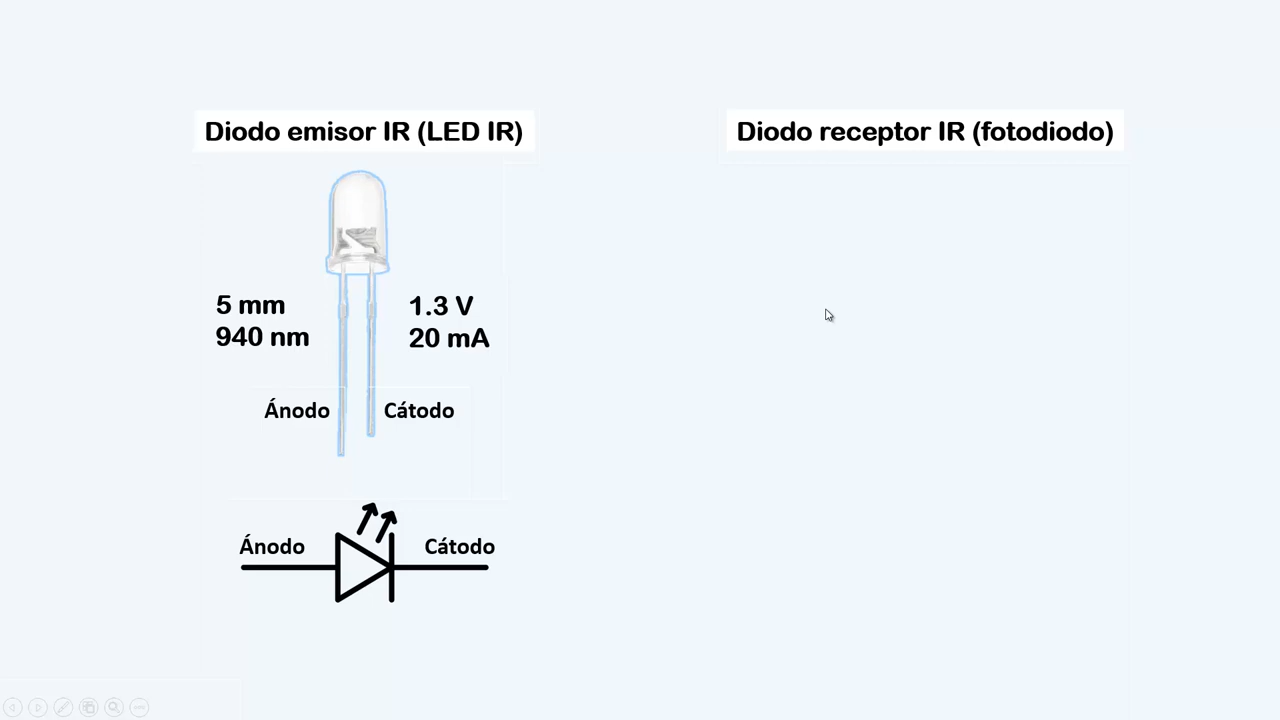 Diodo emisor IR (LED IR)
Diodo receptor IR (fotodiodo)
5 mm
940 nm
1.3 V
20 mA
Ánodo
Cátodo
Ánodo
Cátodo